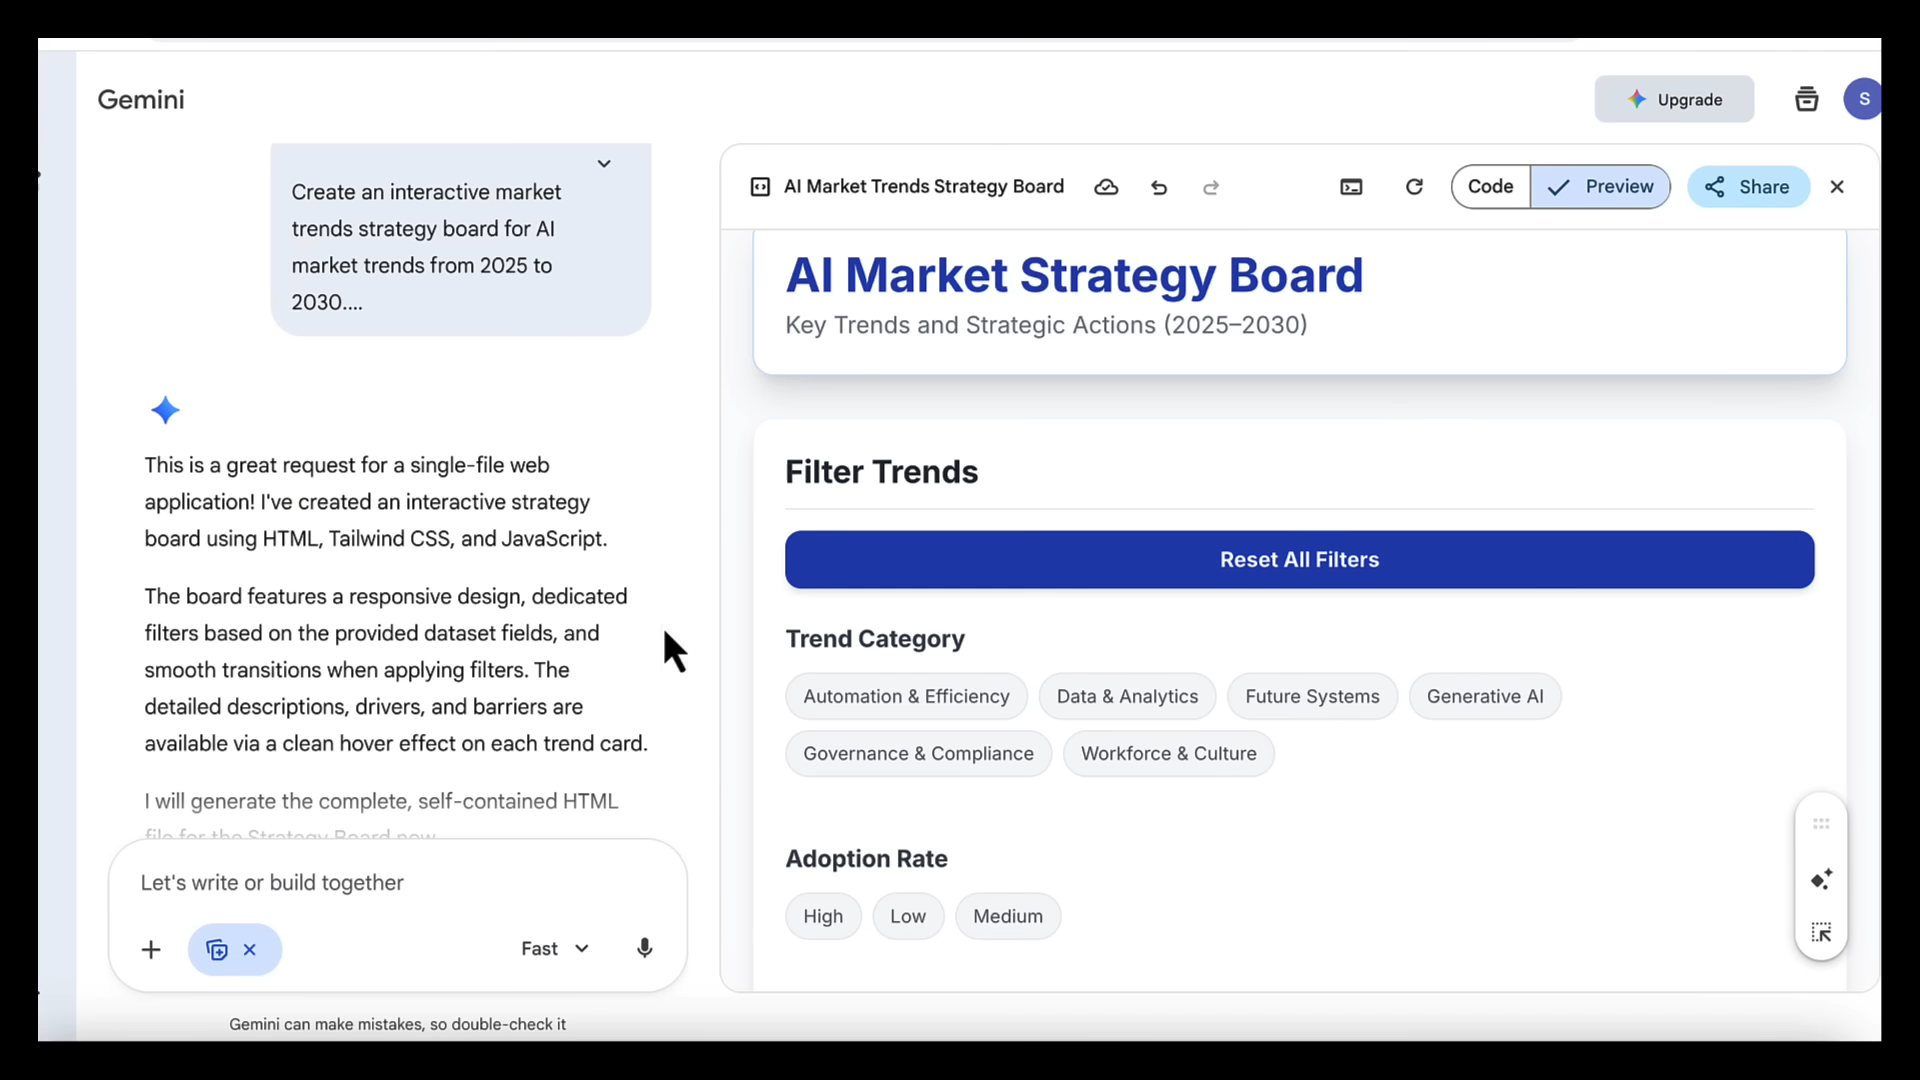 Gemini
Upgrade
S
Create an interactive market
trends strategy board for AI
market trends from 2025 to
2030....
This is a great request for a single-file web
application! I've created an interactive strategy
board using HTML, Tailwind CSS, and JavaScript.
The board features a responsive design, dedicated
filters based on the provided dataset fields, and
smooth transitions when applying filters. The
detailed descriptions, drivers, and barriers are
available via a clean hover effect on each trend card.
I will generate the complete, self-contained HTML
file for the Strategy Board now
Let's write or build together
Fast
Gemini can make mistakes, so double-check it
AI Market Trends Strategy Board
Code
Preview
Share
AI Market Strategy Board
Key Trends and Strategic Actions (2025–2030)
Filter Trends
Reset All Filters
Trend Category
Automation & Efficiency
Data & Analytics
Future Systems
Generative AI
Governance & Compliance
Workforce & Culture
Adoption Rate
High
Low
Medium